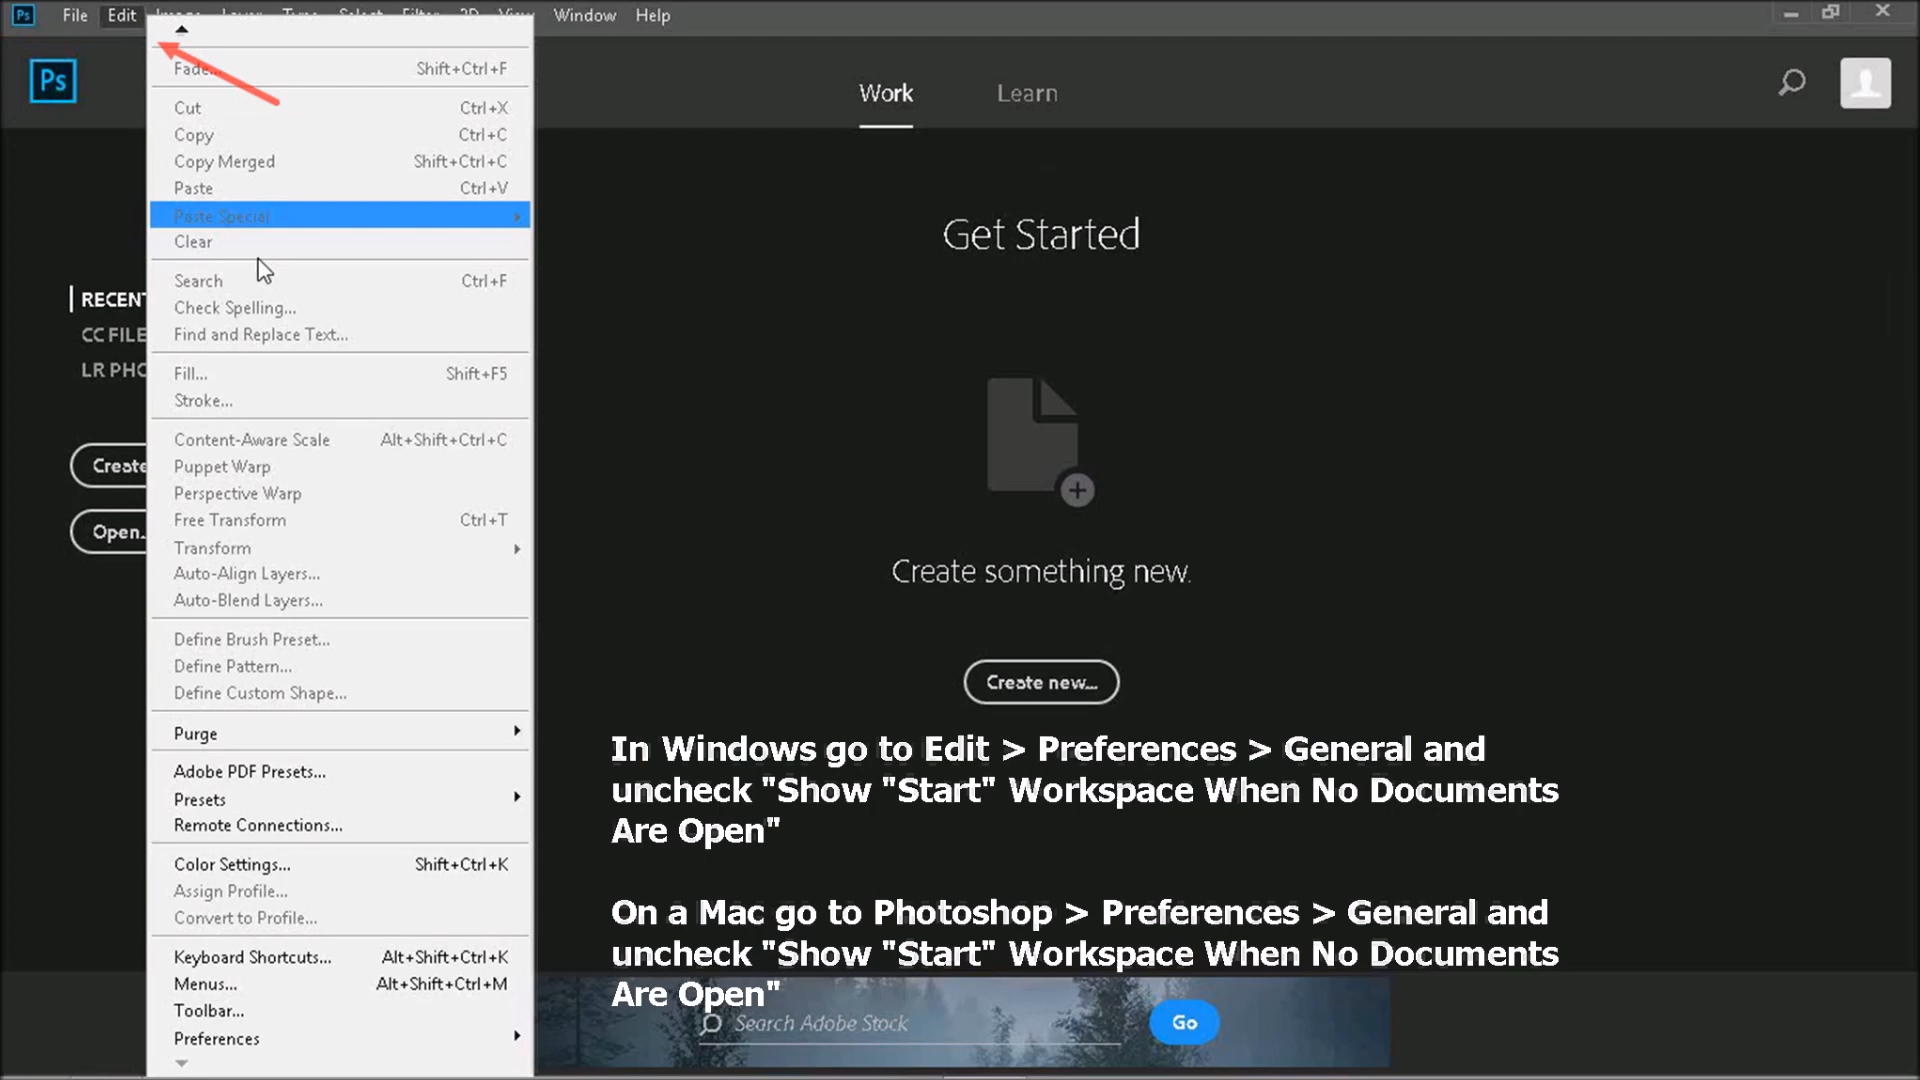 Ps
File Edit Image Layer Type Select Filter 3D View Window Help
Ps
Work Learn
Fade... Shift+Ctrl+F
Cut Ctrl+X
Copy Ctrl+C
Copy Merged Shift+Ctrl+C
Paste Ctrl+V
Paste Special
Clear
Search Ctrl+F
Check Spelling...
Find and Replace Text...
Fill... Shift+F5
Stroke...
Content-Aware Scale Alt+Shift+Ctrl+C
Puppet Warp
Perspective Warp
Free Transform Ctrl+T
Transform
Auto-Align Layers...
Auto-Blend Layers...
Define Brush Preset...
Define Pattern...
Define Custom Shape...
Purge
Adobe PDF Presets...
Presets
Remote Connections...
Color Settings... Shift+Ctrl+K
Assign Profile...
Convert to Profile...
Keyboard Shortcuts... Alt+Shift+Ctrl+K
Menus... Alt+Shift+Ctrl+M
Toolbar...
Preferences
RECENT
CC FILE
LR PHO
Create
Open..
Get Started
Create something new.
Create new...
In Windows go to Edit > Preferences > General and
uncheck "Show "Start" Workspace When No Documents
Are Open"
On a Mac go to Photoshop > Preferences > General and
uncheck "Show "Start" Workspace When No Documents
Are Open"
Search Adobe Stock
Go